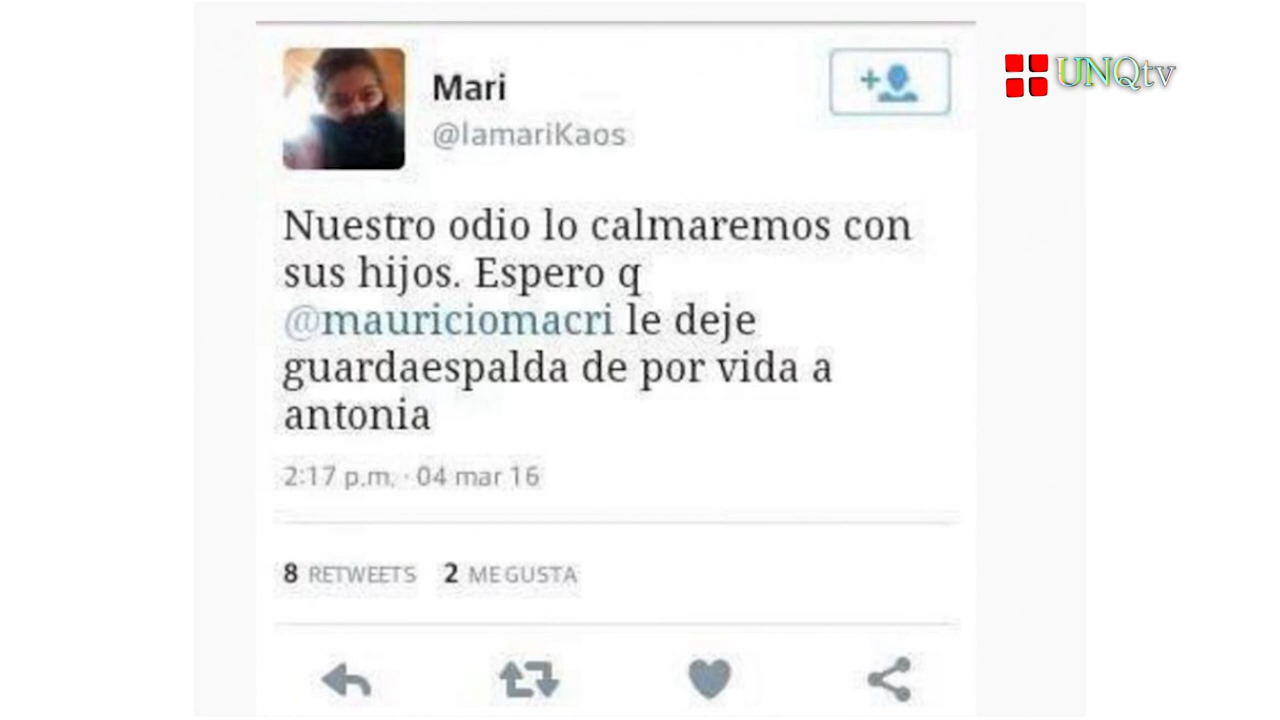 UNQtv
Mari
@lamariKaos
Nuestro odio lo calmaremos con
sus hijos. Espero q
@mauriciomacri le deje
guardaespalda de por vida a
antonia
2:17 p.m. · 04 mar 16
8 RETWEETS 2 ME GUSTA